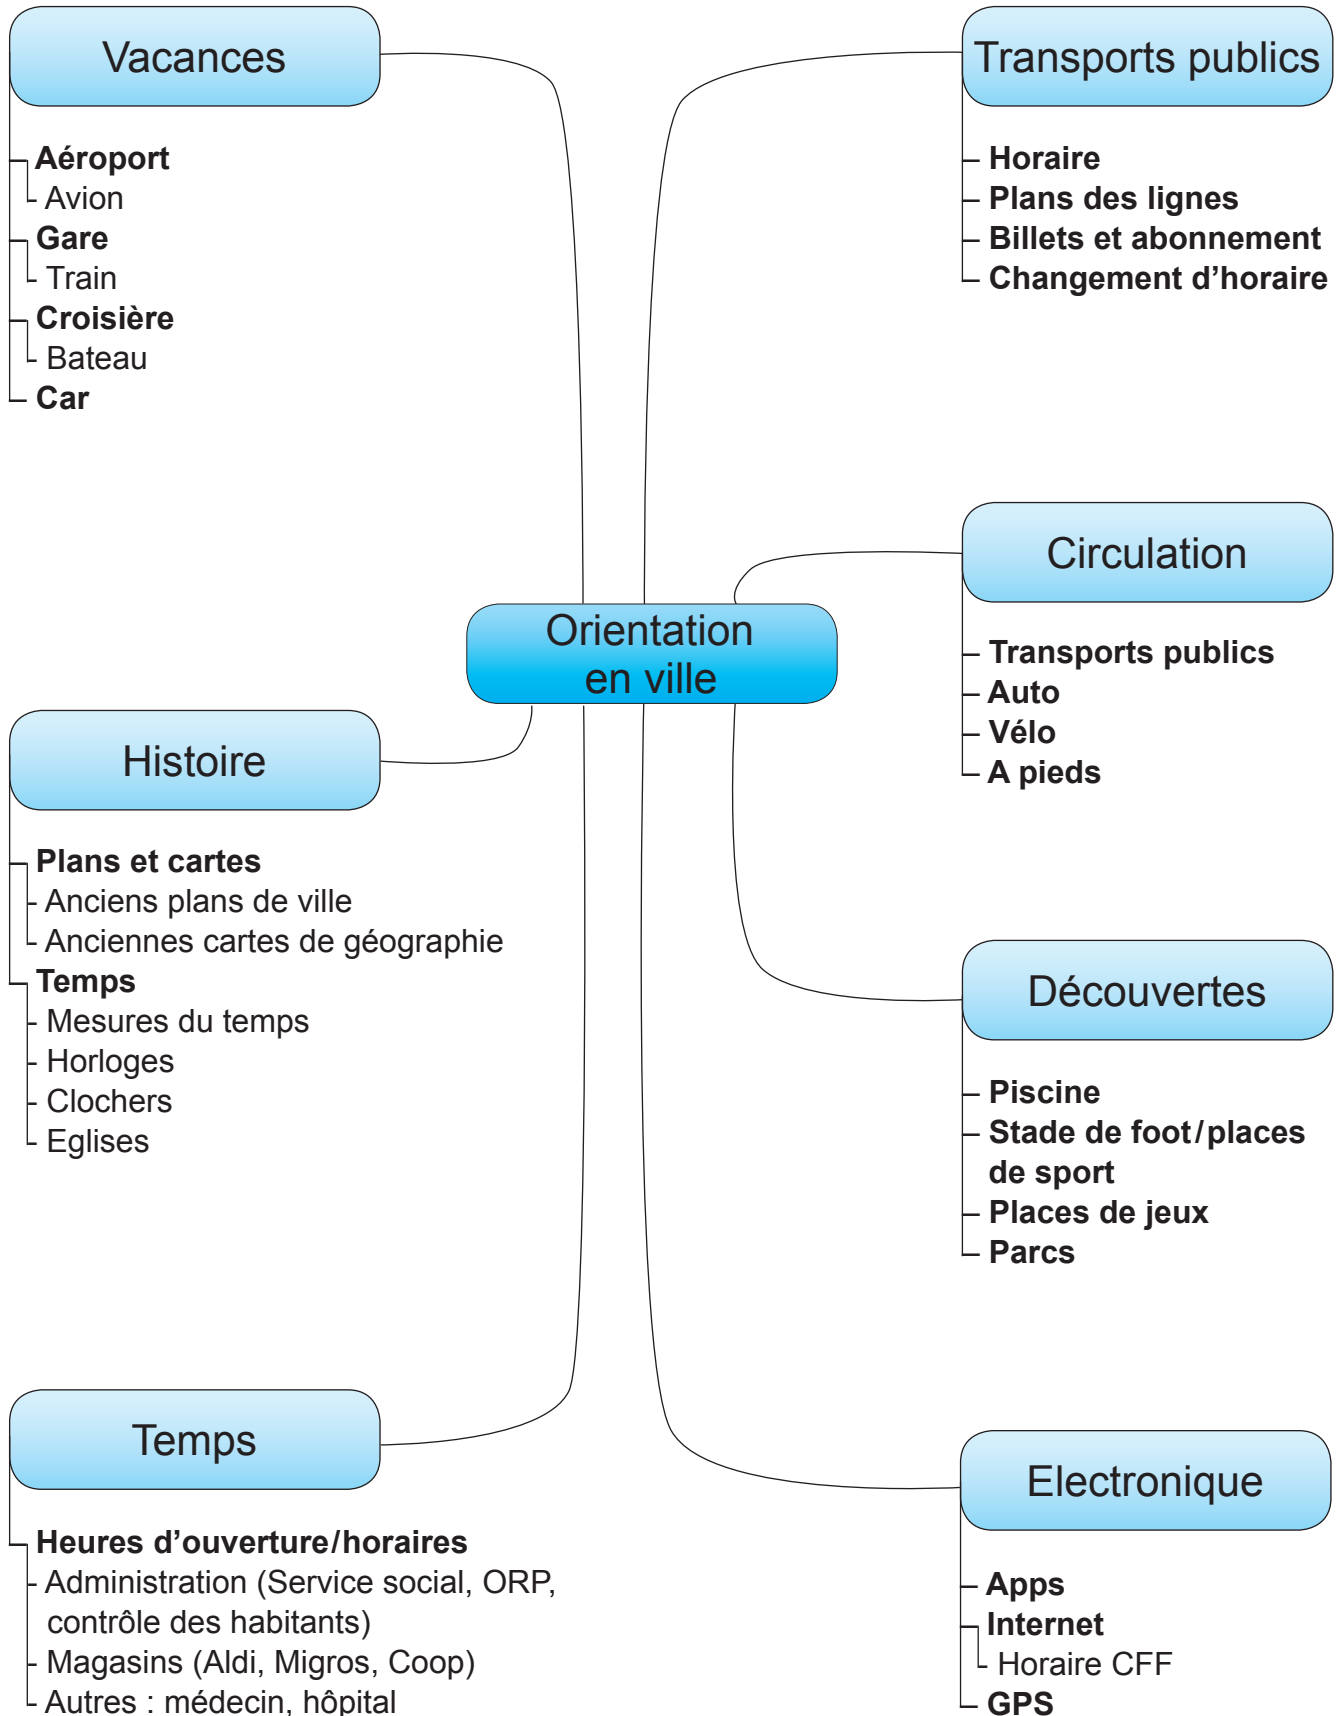 Vacances
Aéroport
- Avion
Gare
- Train
Croisière
- Bateau
Car
Transports publics
– Horaire
– Plans des lignes
– Billets et abonnement
– Changement d’horaire
Orientation
en ville
Circulation
– Transports publics
– Auto
– Vélo
– A pieds
Histoire
Plans et cartes
- Anciens plans de ville
- Anciennes cartes de géographie
Temps
- Mesures du temps
- Horloges
- Clochers
- Eglises
Découvertes
– Piscine
– Stade de foot/places
de sport
– Places de jeux
– Parcs
Temps
Heures d’ouverture/horaires
- Administration (Service social, ORP,
contrôle des habitants)
- Magasins (Aldi, Migros, Coop)
- Autres : médecin, hôpital
Electronique
– Apps
Internet
- Horaire CFF
– GPS